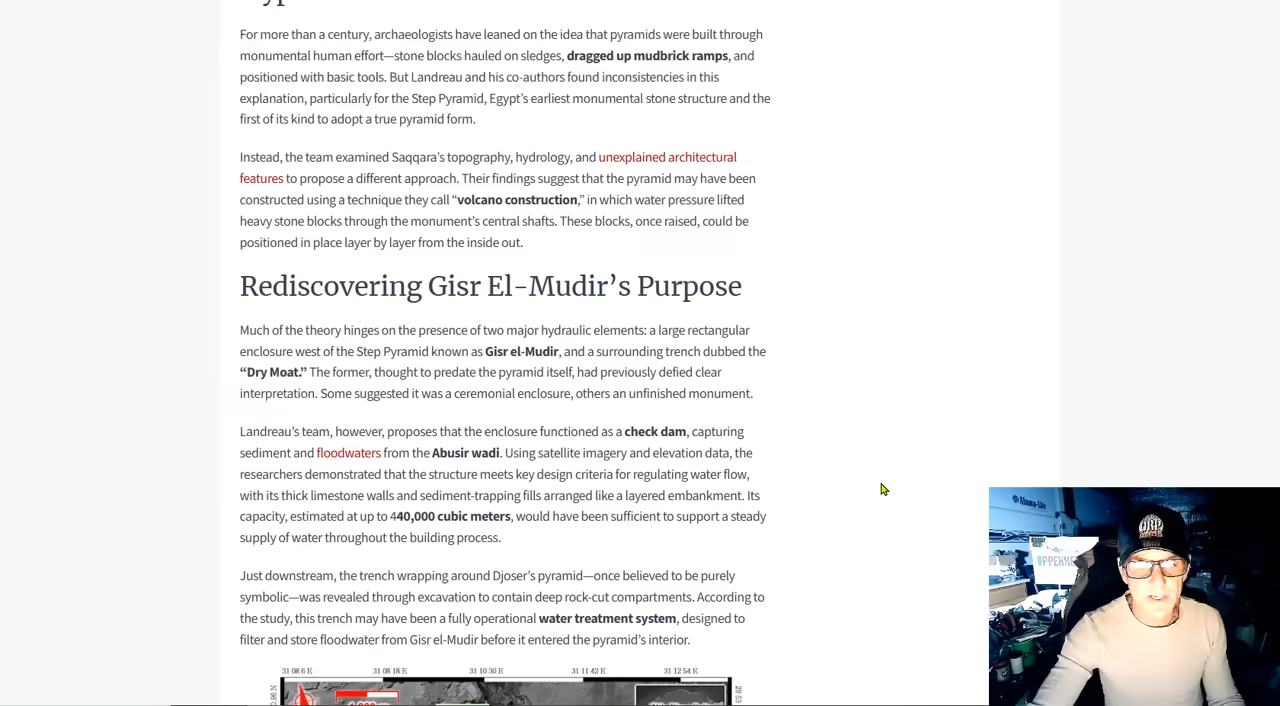 For more than a century, archaeologists have leaned on the idea that pyramids were built through
monumental human effort—stone blocks hauled on sledges, dragged up mudbrick ramps, and
positioned with basic tools. But Landreau and his co-authors found inconsistencies in this
explanation, particularly for the Step Pyramid, Egypt’s earliest monumental stone structure and the
first of its kind to adopt a true pyramid form.
Instead, the team examined Saqqara’s topography, hydrology, and unexplained architectural
features to propose a different approach. Their findings suggest that the pyramid may have been
constructed using a technique they call “volcano construction,” in which water pressure lifted
heavy stone blocks through the monument’s central shafts. These blocks, once raised, could be
positioned in place layer by layer from the inside out.
Rediscovering Gisr El-Mudir’s Purpose
Much of the theory hinges on the presence of two major hydraulic elements: a large rectangular
enclosure west of the Step Pyramid known as Gisr el-Mudir, and a surrounding trench dubbed the
“Dry Moat.” The former, thought to predate the pyramid itself, had previously defied clear
interpretation. Some suggested it was a ceremonial enclosure, others an unfinished monument.
Landreau’s team, however, proposes that the enclosure functioned as a check dam, capturing
sediment and floodwaters from the Abusir wadi. Using satellite imagery and elevation data, the
researchers demonstrated that the structure meets key design criteria for regulating water flow,
with its thick limestone walls and sediment-trapping fills arranged like a layered embankment. Its
capacity, estimated at up to 440,000 cubic meters, would have been sufficient to support a steady
supply of water throughout the building process.
Just downstream, the trench wrapping around Djoser’s pyramid—once believed to be purely
symbolic—was revealed through excavation to contain deep rock-cut compartments. According to
the study, this trench may have been a fully operational water treatment system, designed to
filter and store floodwater from Gisr el-Mudir before it entered the pyramid’s interior.
31 08 6 E 31 08 18 E 31 10 30 E 31 11 42 E 31 12 54 E